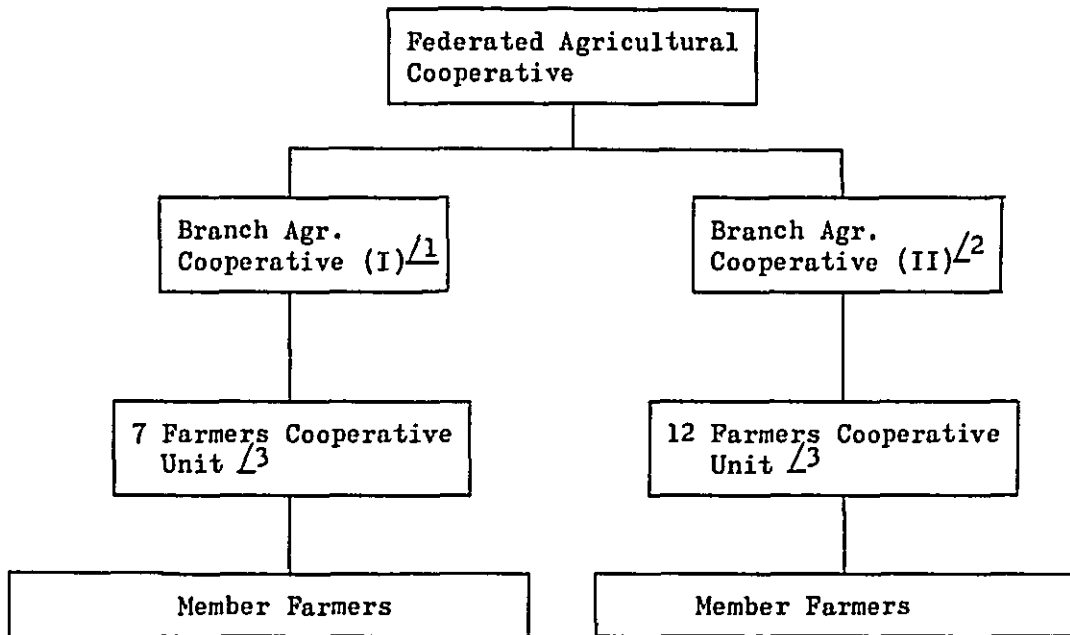 Federated Agricultural
Cooperative
Branch Agr.
Cooperative (I) /1
Branch Agr.
Cooperative (II) /2
7 Farmers Cooperative
Unit /3
12 Farmers Cooperative
Unit /3
Member Farmers
Member Farmers